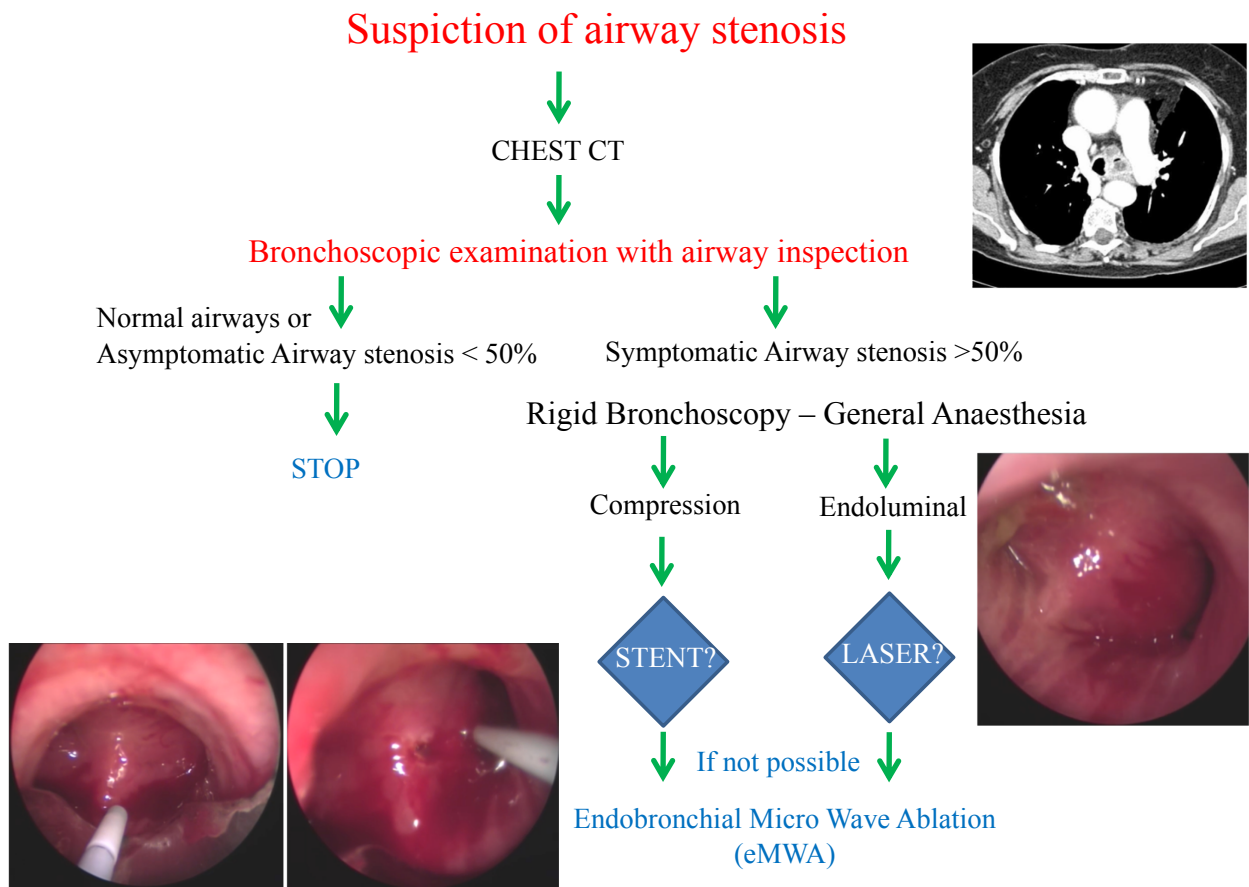 Suspiction of airway stenosis
CHEST CT
Bronchoscopic examination with airway inspection
Normal airways or
Asymptomatic Airway stenosis < 50%
Symptomatic Airway stenosis >50%
Rigid Bronchoscopy – General Anaesthesia
STOP
Compression
Endoluminal
STENT?
LASER?
If not possible
Endobronchial Micro Wave Ablation
(eMWA)